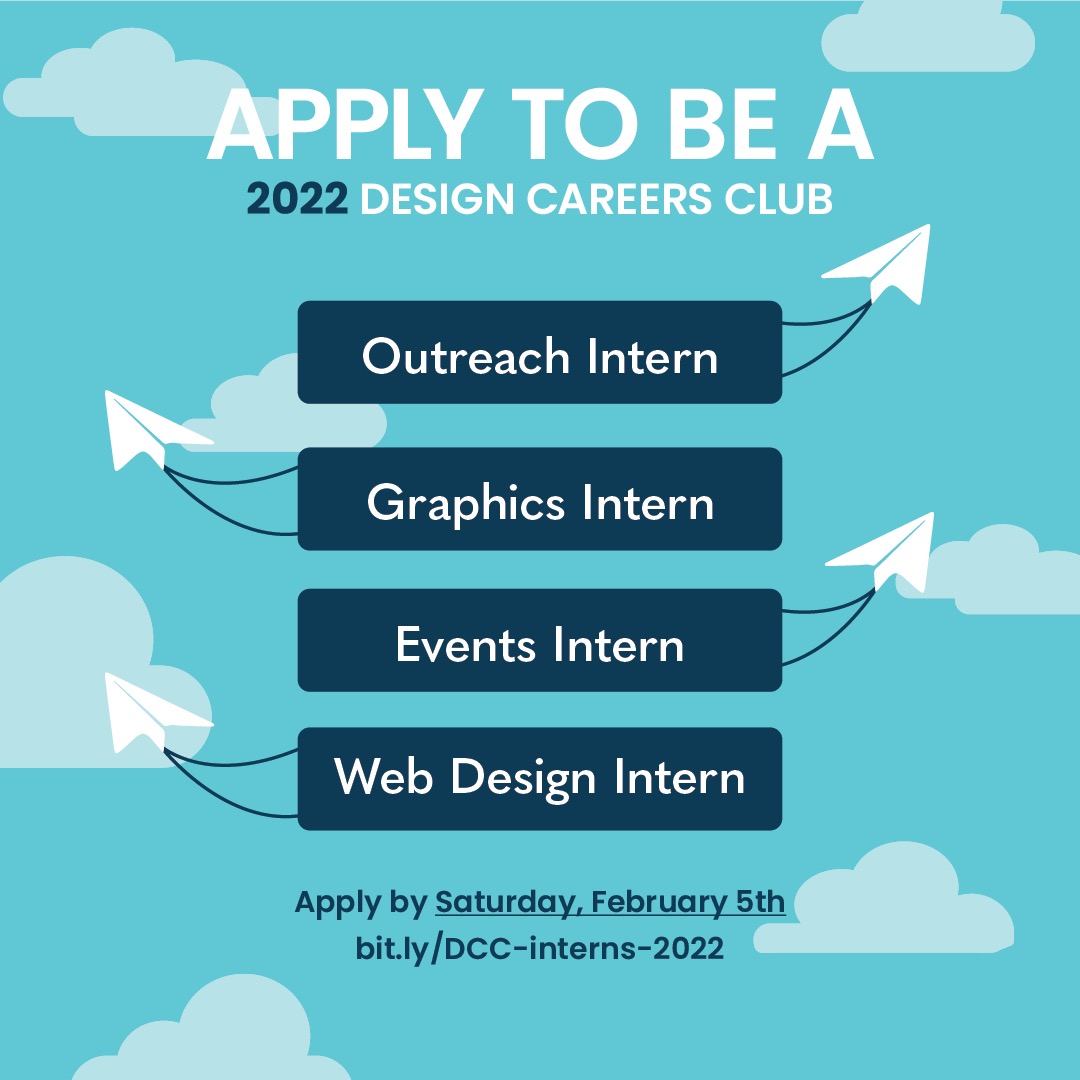 APPLY TO BE A
2022 DESIGN CAREERS CLUB
Outreach Intern
Graphics Intern
Events Intern
Web Design Intern
Apply by Saturday, February 5th
bit.ly/DCC-interns-2022